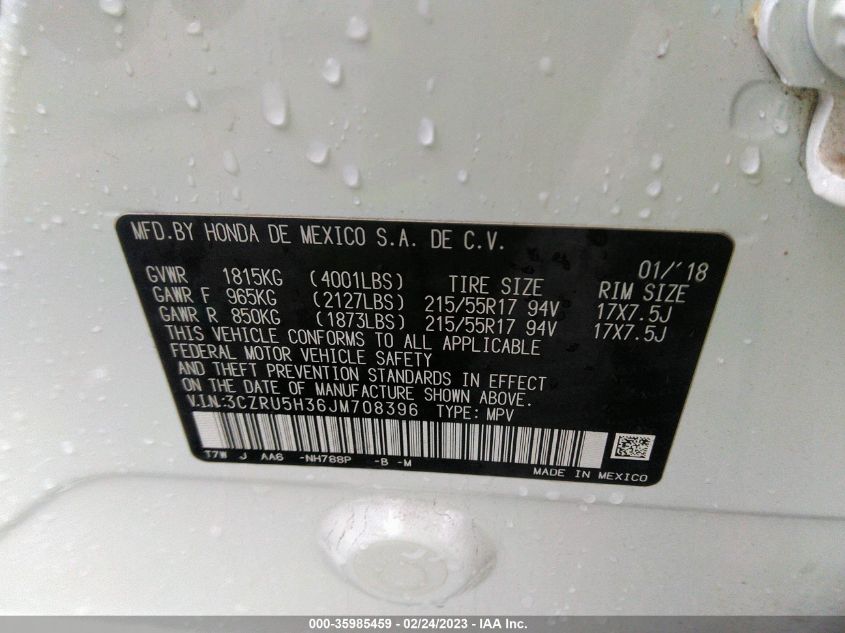 MFD.BY HONDA DE MEXICO S.A. DE C.V.
01/'18
GVWR 1815KG (4001LBS) TIRE SIZE RIM SIZE
GAWR F 965KG (2127LBS) 215/55R17 94V 17X7.5J
GAWR R 850KG (1873LBS) 215/55R17 94V 17X7.5J
THIS VEHICLE CONFORMS TO ALL APPLICABLE
FEDERAL MOTOR VEHICLE SAFETY
AND THEFT PREVENTION STANDARDS IN EFFECT
ON THE DATE OF MANUFACTURE SHOWN ABOVE.
V.I.N:3CZRU5H36JM708396 TYPE: MPV
T7W J AA6 -NH788P -B -M
MADE IN MEXICO
000-35985459 - 02/24/2023 - IAA Inc.